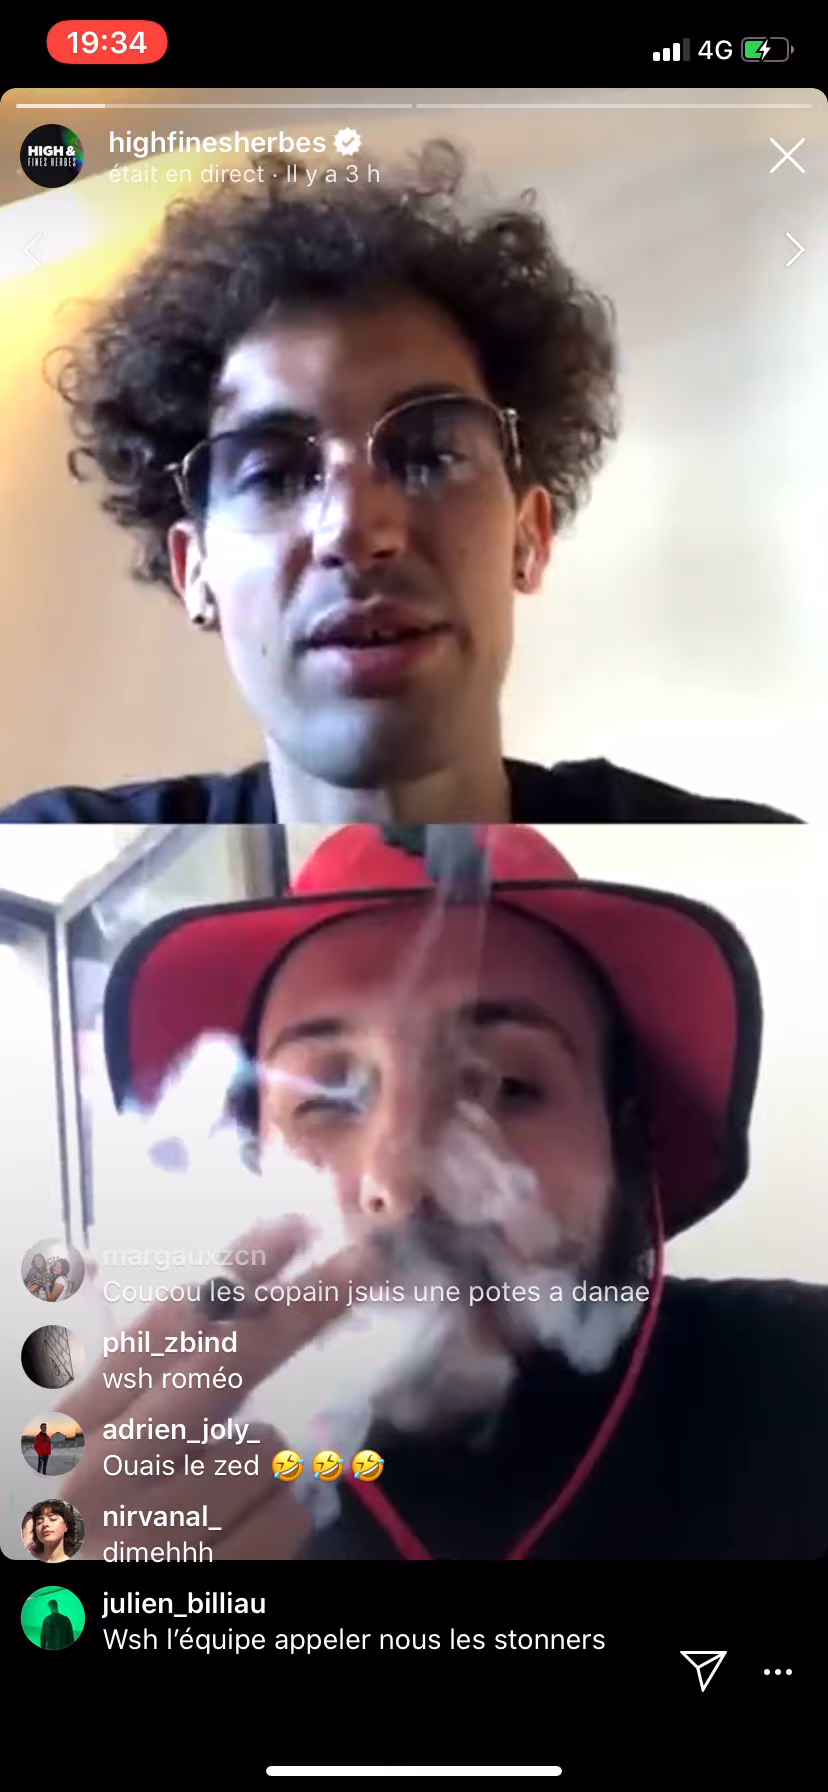 19:34
4G
HIGH &
FINES HERBES
highfinesherbes
était en direct · Il y a 3 h
margauxzcn
Coucou les copain jsuis une potes a danae
phil_zbind
wsh roméo
adrien_joly_
Ouais le zed 🤣🤣🤣
nirvanal_
dimehhh
julien_billiau
Wsh l’équipe appeler nous les stonners